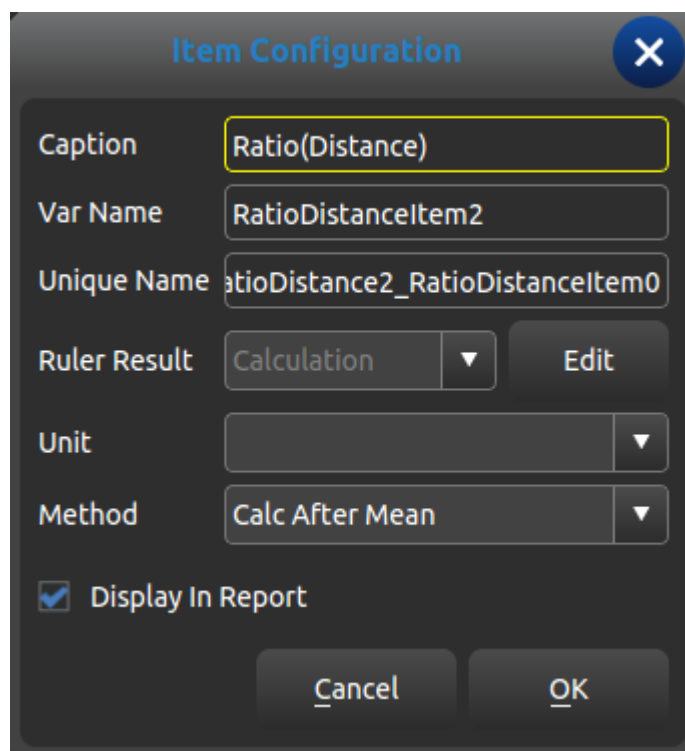 Item Configuration
Caption Ratio(Distance)
Var Name RatioDistanceItem2
Unique Name atioDistance2_RatioDistanceItem0
Ruler Result Calculation Edit
Unit
Method Calc After Mean
Display In Report
Cancel OK